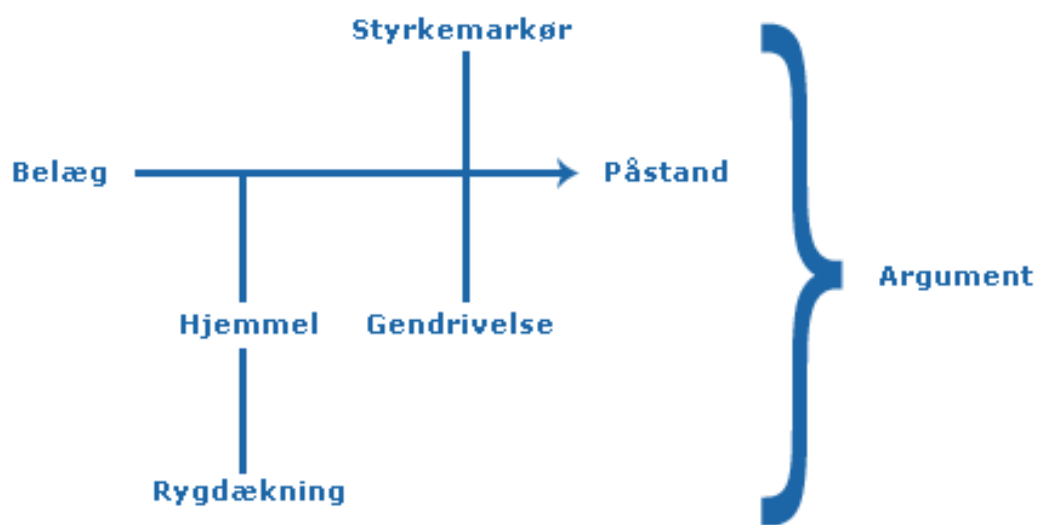 Styrkemarkør
Belæg
Påstand
Argument
Hjemmel
Gendrivelse
Rygdækning